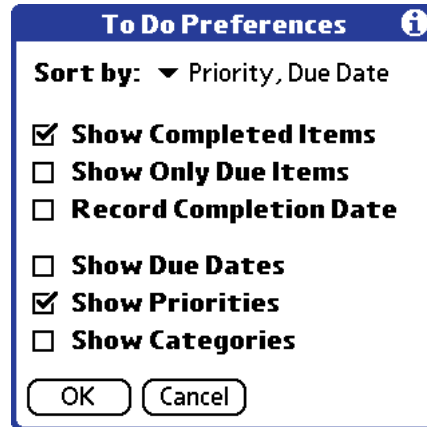 To Do Preferences
Sort by: Priority, Due Date
Show Completed Items
Show Only Due Items
Record Completion Date
Show Due Dates
Show Priorities
Show Categories
OK Cancel